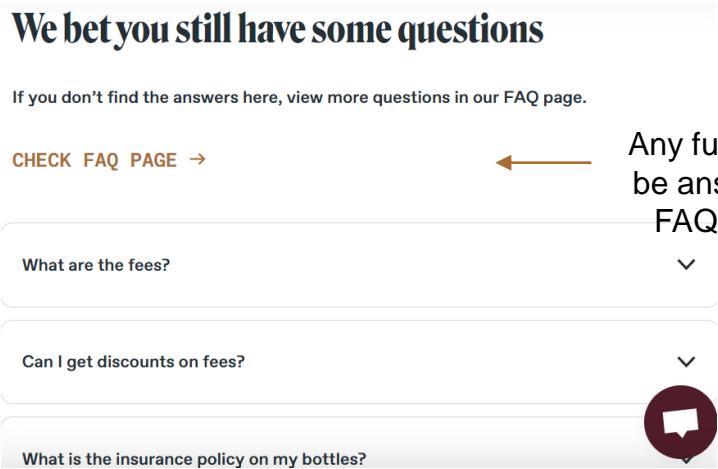 We bet you still have some questions
If you don’t find the answers here, view more questions in our FAQ page.
CHECK FAQ PAGE →
Any fu
be ans
FAQ
What are the fees?
Can I get discounts on fees?
What is the insurance policy on my bottles?